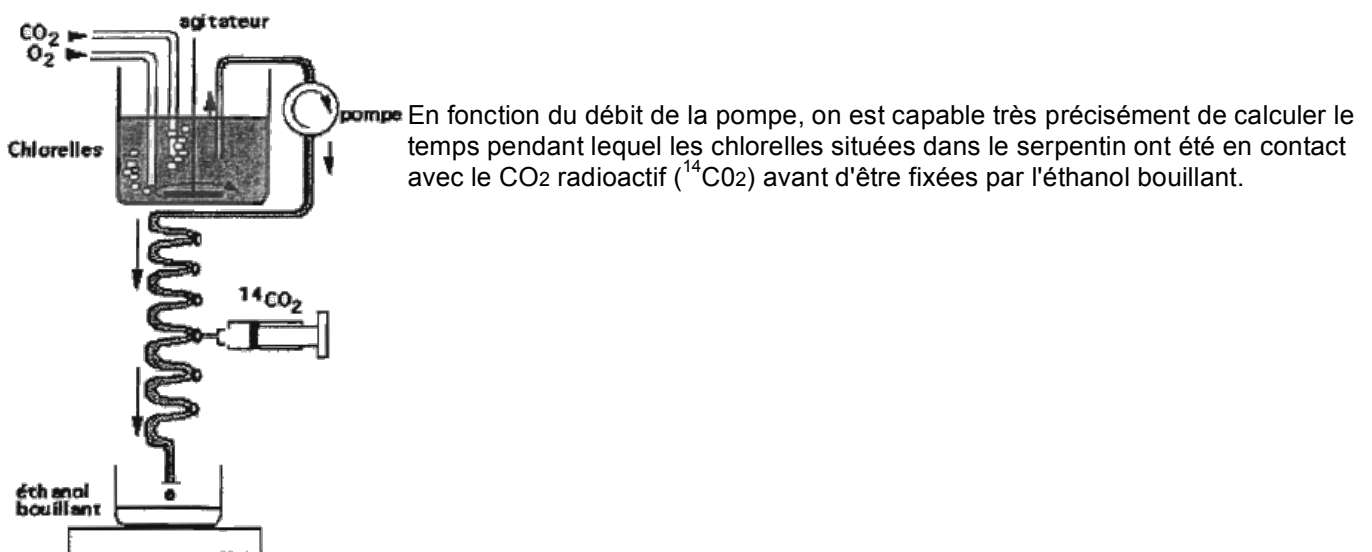 agitateur
CO2
O2
pompe
En fonction du débit de la pompe, on est capable très précisément de calculer le
temps pendant lequel les chlorelles situées dans le serpentin ont été en contact
avec le CO2 radioactif (14C02) avant d'être fixées par l'éthanol bouillant.
Chlorelles
14CO2
éthanol
bouillant